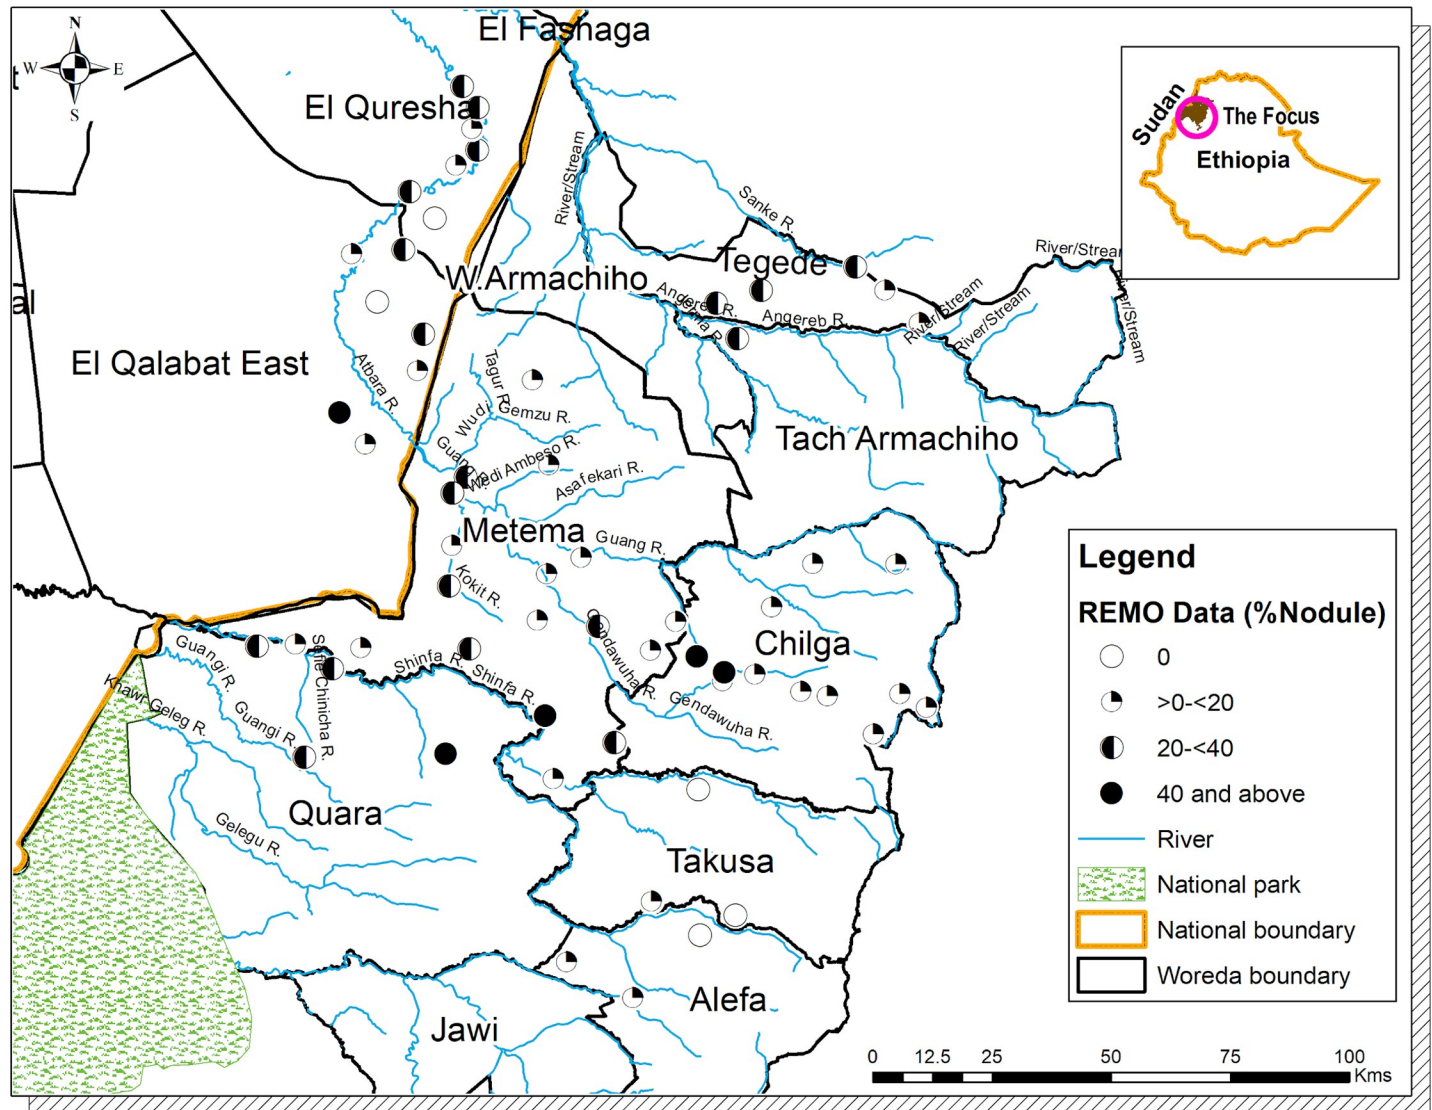 El Fashaga
N
W
E
S
t
El Quresha
Sudan
The Focus
Ethiopia
River/Stream
Sanke R.
Tegede
River/Stream
W.Armachiho
River/Stream
River/Stream
River/Stream
Angereb R.
Angereb R.
al
El Qalabat East
Atbara R.
Tagur R.
Wudi Gemzu R.
Guang R.
Wedi Ambeso R.
Asafekari R.
Tach Armachiho
Metema
Guang R.
Kokit R.
Gendawuha R.
Chilga
Gendawuha R.
Shinfa R.
Shinfa R.
Sefie Chinicha R.
Guangi R.
Guangi R.
Khawr Geleg R.
Quara
Gelegu R.
Takusa
Alefa
Jawi
Legend
REMO Data (%Nodule)
0
>0-<20
20-<40
40 and above
River
National park
National boundary
Woreda boundary
0 12.5 25 50 75 100
Kms